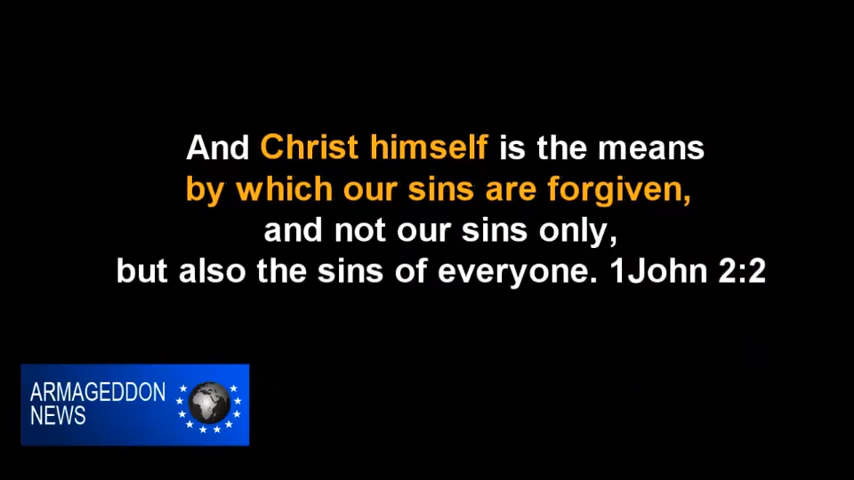 And Christ himself is the means
by which our sins are forgiven,
and not our sins only,
but also the sins of everyone. 1John 2:2
ARMAGEDDON
NEWS